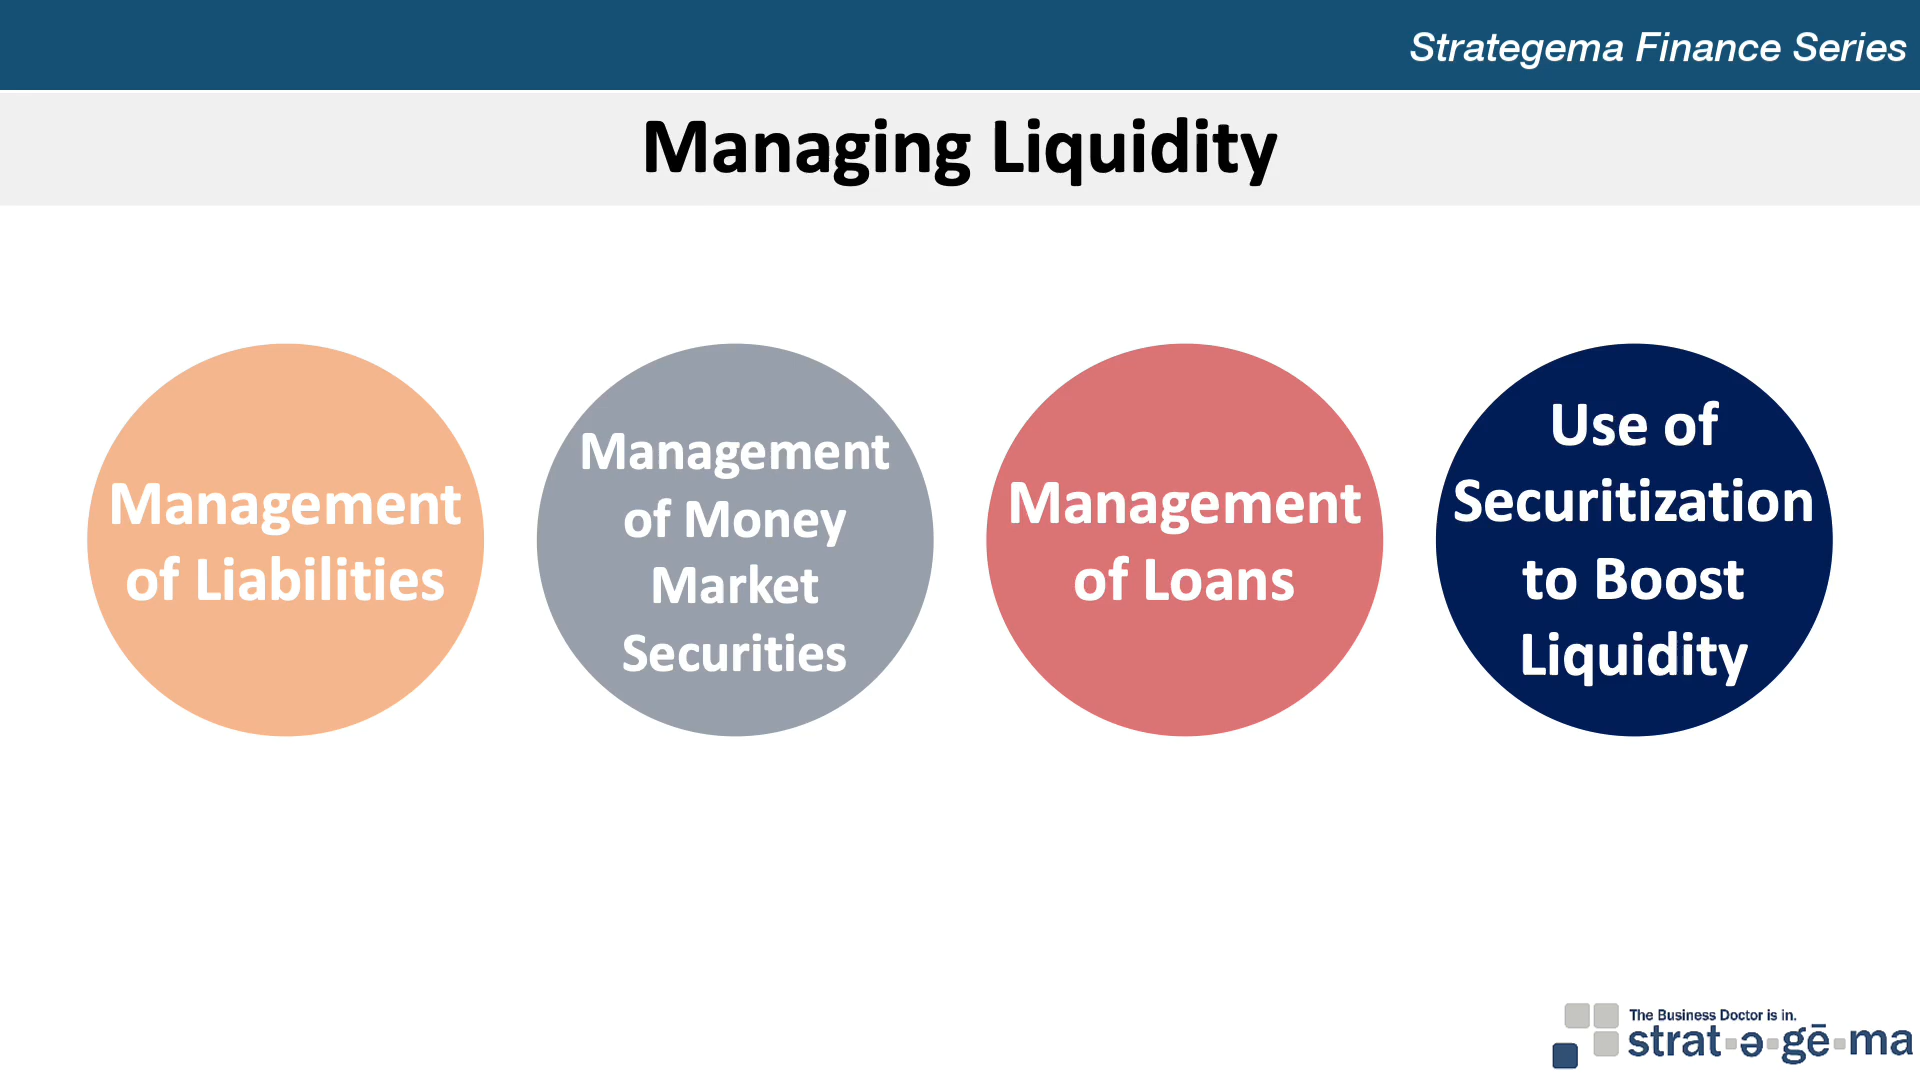 Strategema Finance Series
Managing Liquidity
Management
of Liabilities
Management
of Money
Market
Securities
Management
of Loans
Use of
Securitization
to Boost
Liquidity
The Business Doctor is in.
strat▪ə▪gē▪ma